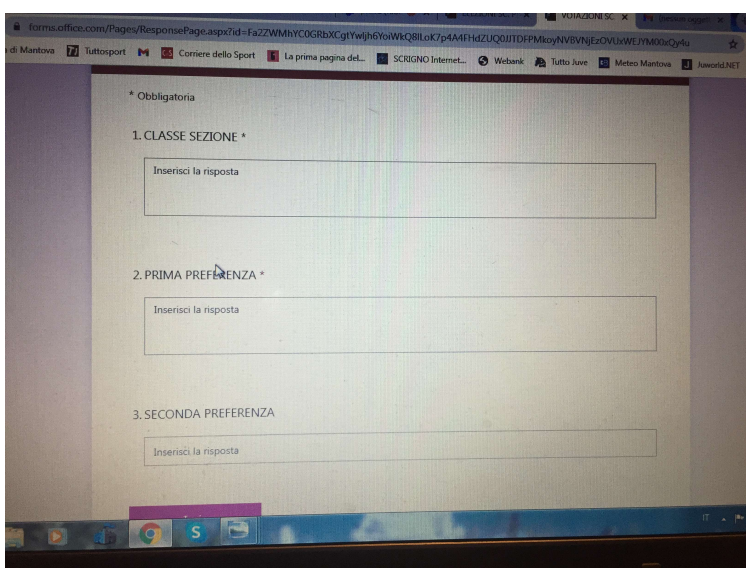 VOTAZIONI SC
forms.office.com/Pages/ResponsePage.aspx?id=
di Mantova Tuttosport Corriere dello Sport La prima pagina del... SCRIGNO Internet... Webank Tutto Juve Meteo Mantova Juworld.NET
* Obbligatoria
1. CLASSE SEZIONE *
Inserisci la risposta
2. PRIMA PREFERENZA *
Inserisci la risposta
3. SECONDA PREFERENZA
Inserisci la risposta
IT